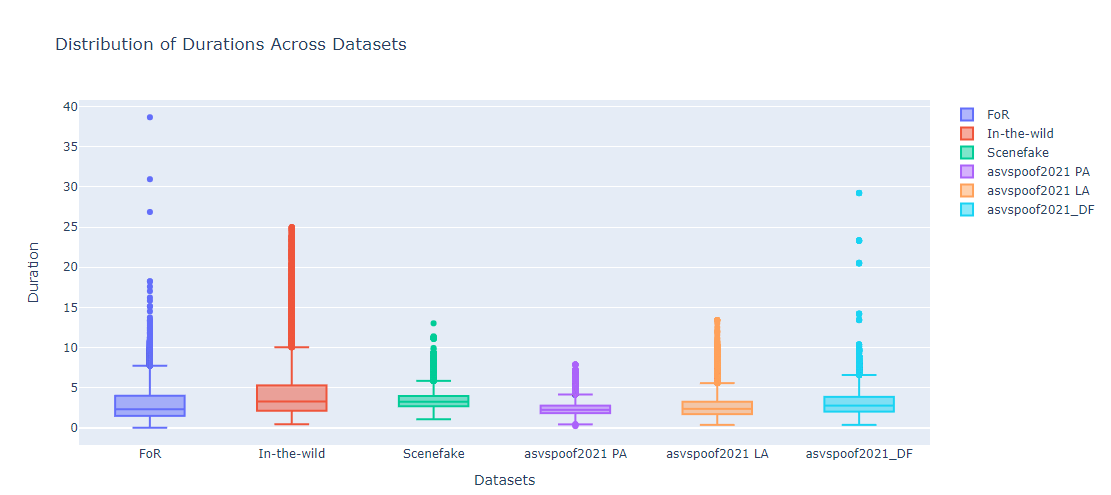 Distribution of Durations Across Datasets
40
35
30
25
20
15
10
5
0
Duration
FoR
In-the-wild
Scenefake
asvspoof2021 PA
asvspoof2021 LA
asvspoof2021_DF
Datasets
FoR
In-the-wild
Scenefake
asvspoof2021 PA
asvspoof2021 LA
asvspoof2021_DF